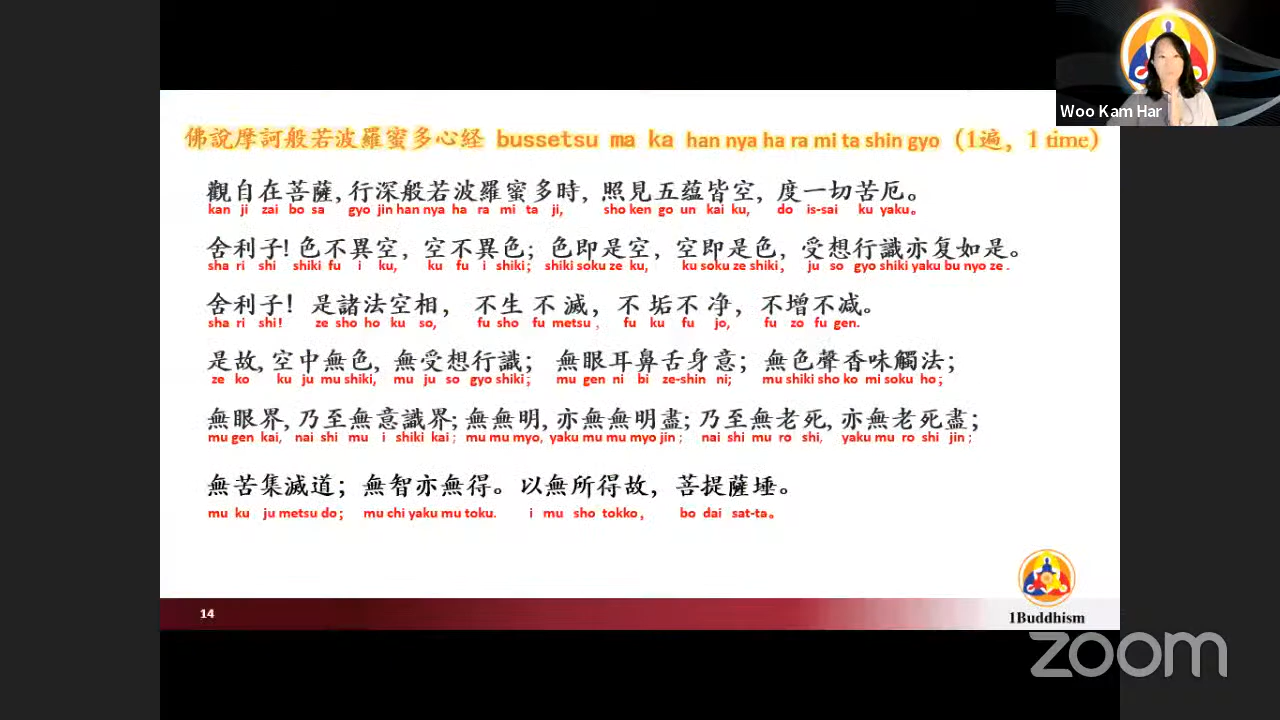 Woo Kam Har
佛說摩訶般若波羅蜜多心経 bussetsu ma ka han nya ha ra mi ta shin gyo (1遍, 1 time)
觀自在菩薩, 行深般若波羅蜜多時, 照見五蘊皆空, 度一切苦厄。
kan ji zai bo sa gyo jin han nya ha ra mi ta ji, sho ken go un kai ku, do is-sai ku yaku。
舍利子! 色不異空, 空不異色; 色即是空, 空即是色, 受想行識亦复如是。
sha ri shi shiki fu i ku, ku fu i shiki; shiki soku ze ku, ku soku ze shiki, ju so gyo shiki yaku bu nyo ze.
舍利子! 是諸法空相, 不生不滅, 不垢不净, 不增不减。
sha ri shi! ze sho ho ku so, fu sho fu metsu, fu ku fu jo, fu zo fu gen.
是故, 空中無色, 無受想行識; 無眼耳鼻舌身意; 無色聲香味觸法;
ze ko ku ju mu shiki, mu ju so gyo shiki; mu gen ni bi ze-shin ni; mu shiki sho ko mi soku ho;
無眼界, 乃至無意識界; 無無明, 亦無無明盡; 乃至無老死, 亦無老死盡;
mu gen kai, nai shi mu i shiki kai; mu mu myo, yaku mu mu myo jin; nai shi mu ro shi, yaku mu ro shi jin;
無苦集滅道; 無智亦無得。以無所得故, 菩提薩埵。
mu ku ju metsu do; mu chi yaku mu toku. i mu sho tokko, bo dai sat-ta。
14
1Buddhism
zoom